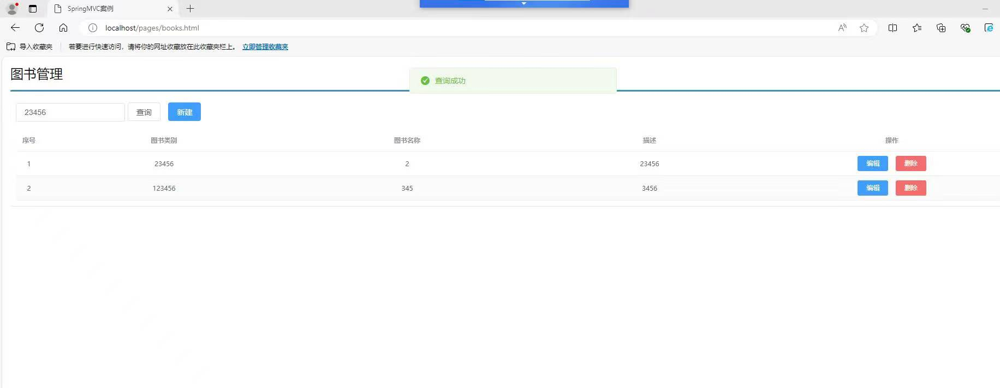 SpringMVC案例
localhost/pages/books.html
导入收藏夹 若要进行快速访问，请将你的网址收藏放在此收藏夹栏上。 立即管理收藏夹
图书管理
查询成功
23456 查询 新建
序号 图书类别 图书名称 描述 操作
1 23456 2 23456 编辑 删除
2 123456 345 3456 编辑 删除